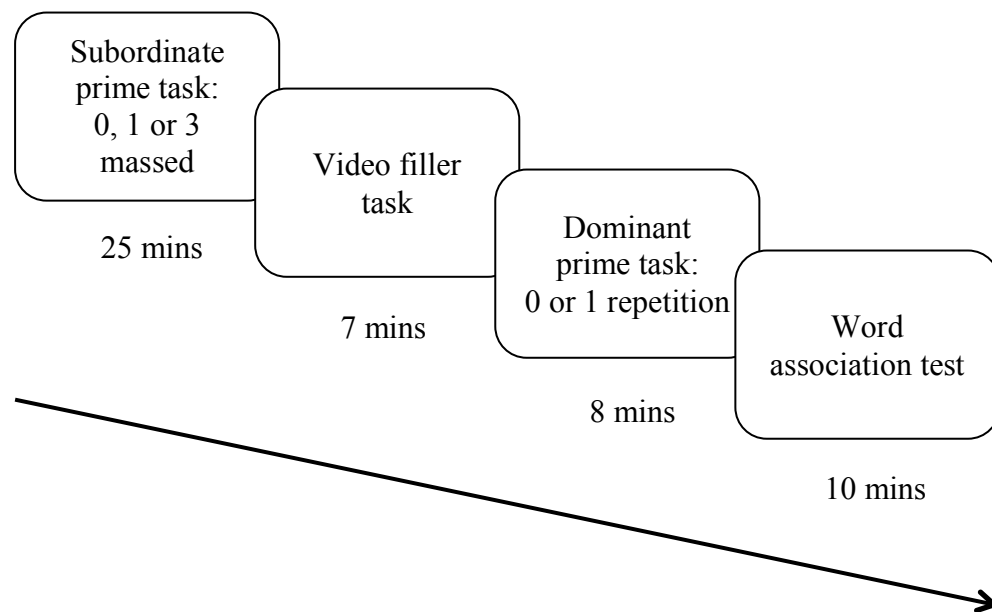 Subordinate
prime task:
0, 1 or 3
massed
25 mins
Video filler
task
7 mins
Dominant
prime task:
0 or 1 repetition
8 mins
Word
association test
10 mins